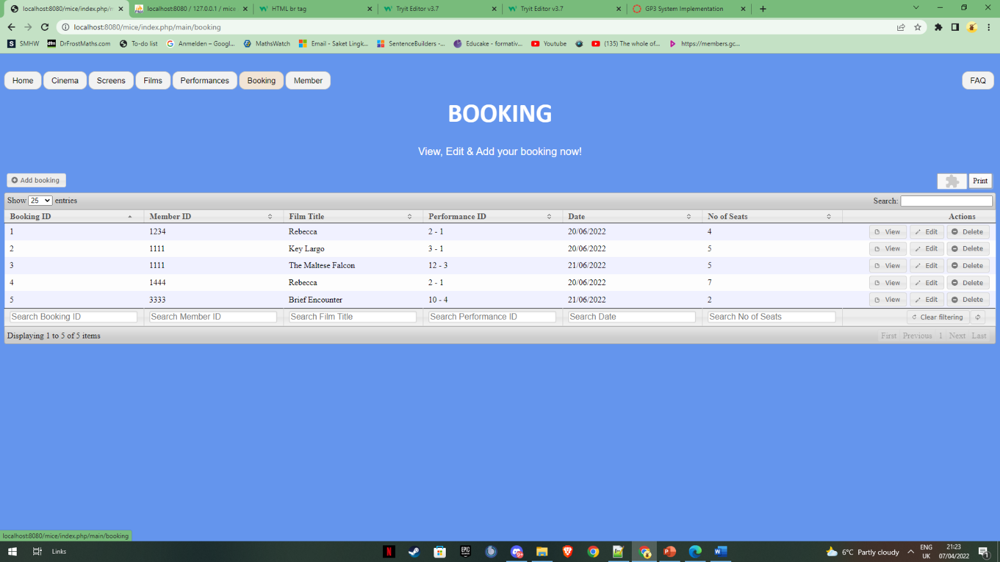 localhost:8080/mice/index.php/m
localhost:8080 / 127.0.0.1 / mice
HTML br tag
Tryit Editor v3.7
Tryit Editor v3.7
GP3 System Implementation
localhost:8080/mice/index.php/main/booking
SMHW
DrFrostMaths.com
To-do list
Anmelden – Googl...
MathsWatch
Email - Saket Lingk...
SentenceBuilders -...
Educake - formativ...
Youtube
(135) The whole of...
https://members.gc...
Home Cinema Screens Films Performances Booking Member FAQ
BOOKING
View, Edit & Add your booking now!
Add booking Print
Show 25 entries Search:
Booking ID Member ID Film Title Performance ID Date No of Seats Actions
1 1234 Rebecca 2 - 1 20/06/2022 4 View Edit Delete
2 1111 Key Largo 3 - 1 20/06/2022 5 View Edit Delete
3 1111 The Maltese Falcon 12 - 3 21/06/2022 5 View Edit Delete
4 1444 Rebecca 2 - 1 20/06/2022 7 View Edit Delete
5 3333 Brief Encounter 10 - 4 21/06/2022 2 View Edit Delete
Search Booking ID Search Member ID Search Film Title Search Performance ID Search Date Search No of Seats Clear filtering
Displaying 1 to 5 of 5 items First Previous 1 Next Last
localhost:8080/mice/index.php/main/booking
Links
6°C Partly cloudy
ENG
UK
21:23
07/04/2022